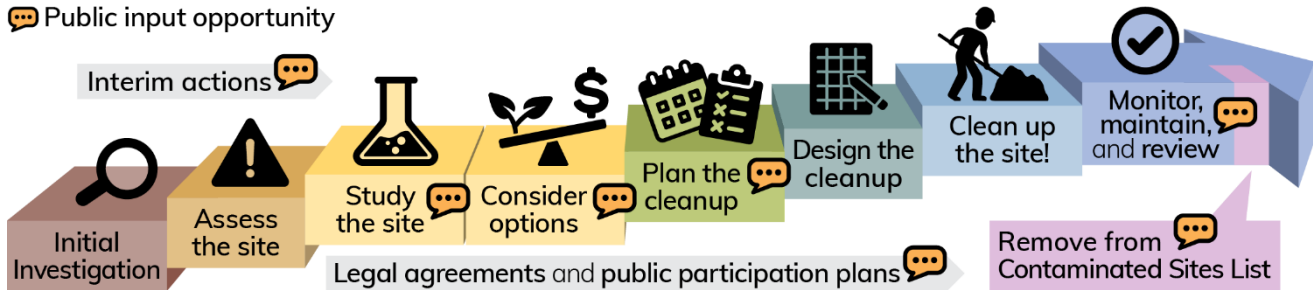 Public input opportunity
Interim actions
Initial
Investigation
Assess
the site
Study
the site
Consider
options
Plan the
cleanup
Design the
cleanup
Clean up
the site!
Monitor,
maintain,
and review
Legal agreements and public participation plans
Remove from
Contaminated Sites List